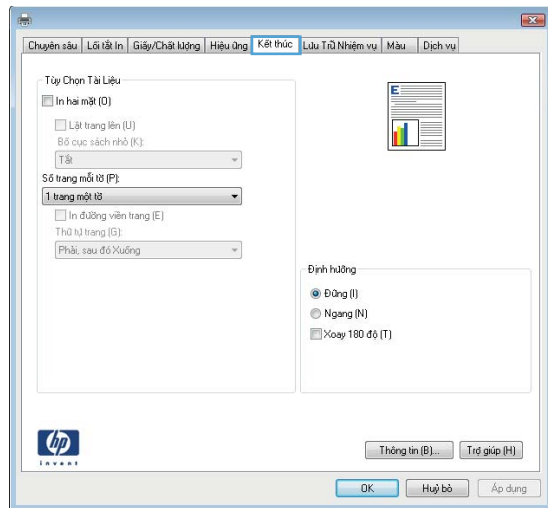 Chuyên sâu Lối tắt In Giấy/Chất lượng Hiệu ứng Kết thúc Lưu Trữ Nhiệm vụ Màu Dịch vụ
Tùy Chọn Tài Liệu
In hai mặt (O)
Lật trang lên (U)
Bố cục sách nhỏ (K):
Tắt
Số trang mỗi tờ (P):
1 trang một tờ
In đường viền trang (E)
Thứ tự trang (G):
Phải, sau đó Xuống
E
Định hướng
Đứng (I)
Ngang (N)
Xoay 180 độ (T)
hp
invent
Thông tin (B)... Trợ giúp (H)
OK Huỷ bỏ Áp dụng